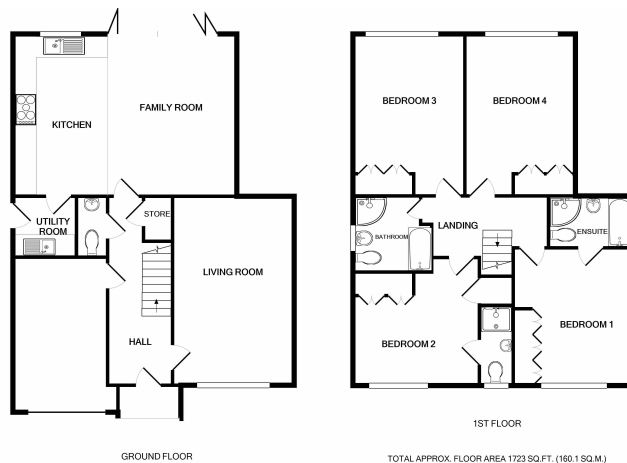 KITCHEN
FAMILY ROOM
UTILITY
ROOM
STORE
LIVING ROOM
HALL
GROUND FLOOR
BEDROOM 3
BEDROOM 4
BATHROOM
LANDING
ENSUITE
BEDROOM 2
BEDROOM 1
1ST FLOOR
TOTAL APPROX. FLOOR AREA 1723 SQ.FT. (160.1 SQ.M.)